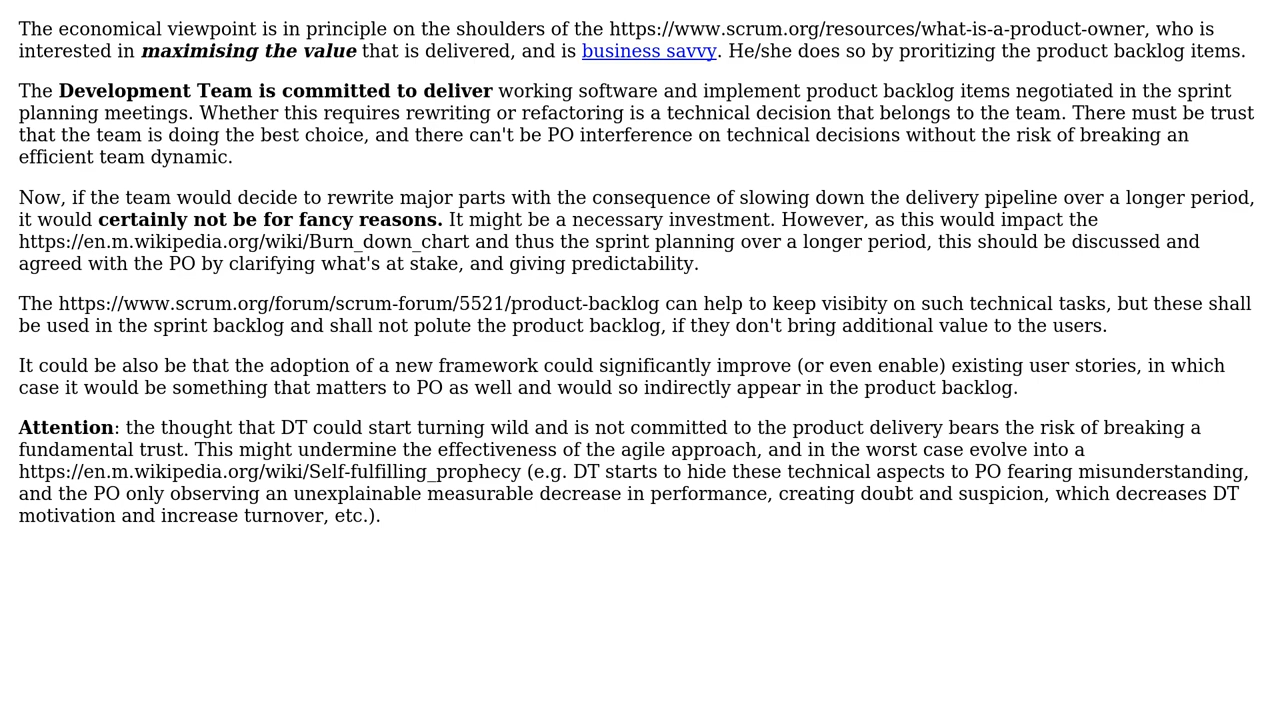 The economical viewpoint is in principle on the shoulders of the https://www.scrum.org/resources/what-is-a-product-owner, who is
interested in maximising the value that is delivered, and is business savvy. He/she does so by proritizing the product backlog items.
The Development Team is committed to deliver working software and implement product backlog items negotiated in the sprint
planning meetings. Whether this requires rewriting or refactoring is a technical decision that belongs to the team. There must be trust
that the team is doing the best choice, and there can't be PO interference on technical decisions without the risk of breaking an
efficient team dynamic.
Now, if the team would decide to rewrite major parts with the consequence of slowing down the delivery pipeline over a longer period,
it would certainly not be for fancy reasons. It might be a necessary investment. However, as this would impact the
https://en.m.wikipedia.org/wiki/Burn_down_chart and thus the sprint planning over a longer period, this should be discussed and
agreed with the PO by clarifying what's at stake, and giving predictability.
The https://www.scrum.org/forum/scrum-forum/5521/product-backlog can help to keep visibity on such technical tasks, but these shall
be used in the sprint backlog and shall not polute the product backlog, if they don't bring additional value to the users.
It could be also be that the adoption of a new framework could significantly improve (or even enable) existing user stories, in which
case it would be something that matters to PO as well and would so indirectly appear in the product backlog.
Attention: the thought that DT could start turning wild and is not committed to the product delivery bears the risk of breaking a
fundamental trust. This might undermine the effectiveness of the agile approach, and in the worst case evolve into a
https://en.m.wikipedia.org/wiki/Self-fulfilling_prophecy (e.g. DT starts to hide these technical aspects to PO fearing misunderstanding,
and the PO only observing an unexplainable measurable decrease in performance, creating doubt and suspicion, which decreases DT
motivation and increase turnover, etc.).